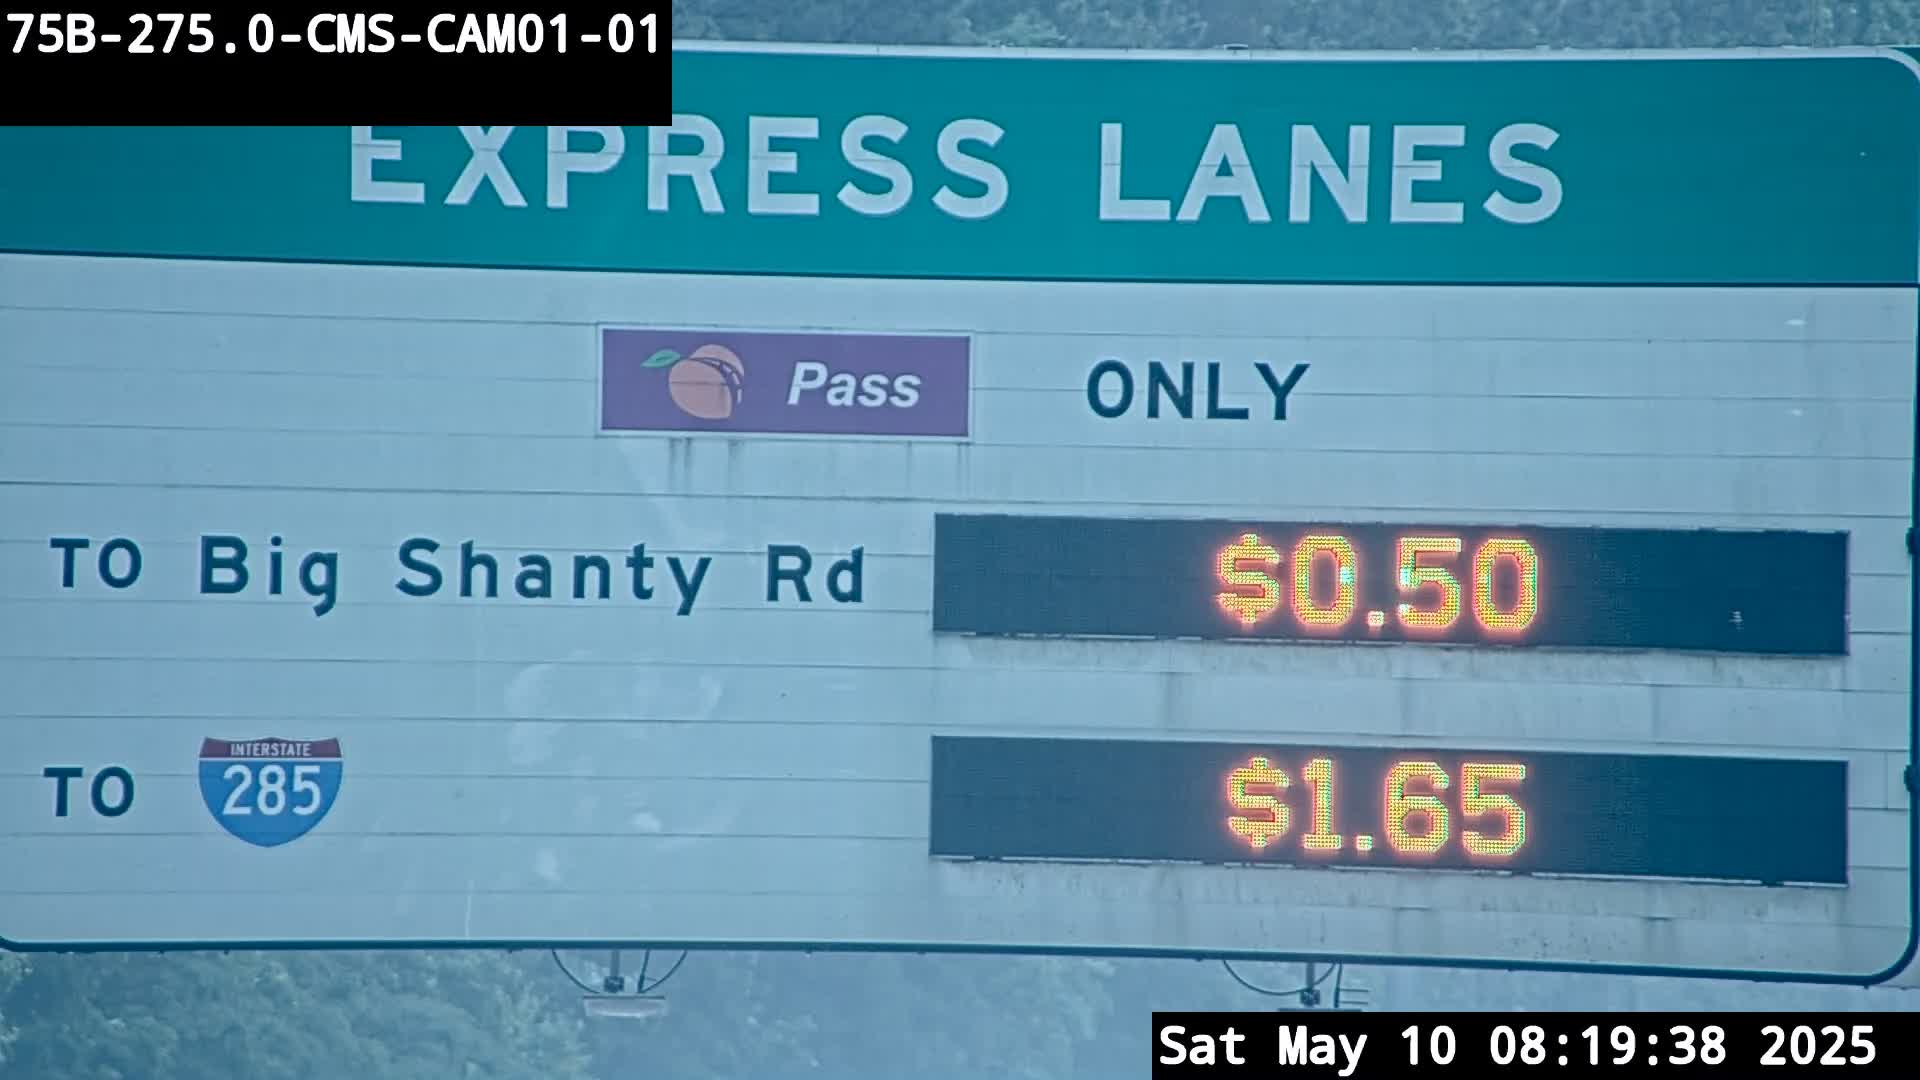 75B-275.0-CMS-CAM01-01
EXPRESS LANES
Pass ONLY
TO Big Shanty Rd $0.50
INTERSTATE
TO 285 $1.65
Sat May 10 08:19:38 2025